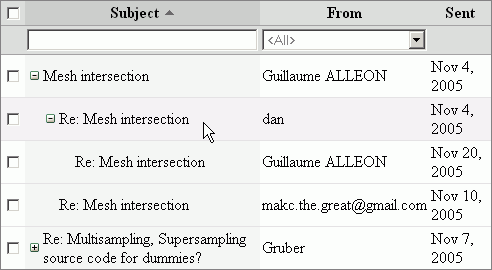 Subject From Sent
<All>
Mesh intersection Guillaume ALLEON Nov 4,
2005
Re: Mesh intersection dan Nov 4,
2005
Re: Mesh intersection Guillaume ALLEON Nov 20,
2005
Re: Mesh intersection makc.the.great@gmail.com Nov 10,
2005
Re: Multisampling, Supersampling
source code for dummies? Gruber Nov 7,
2005